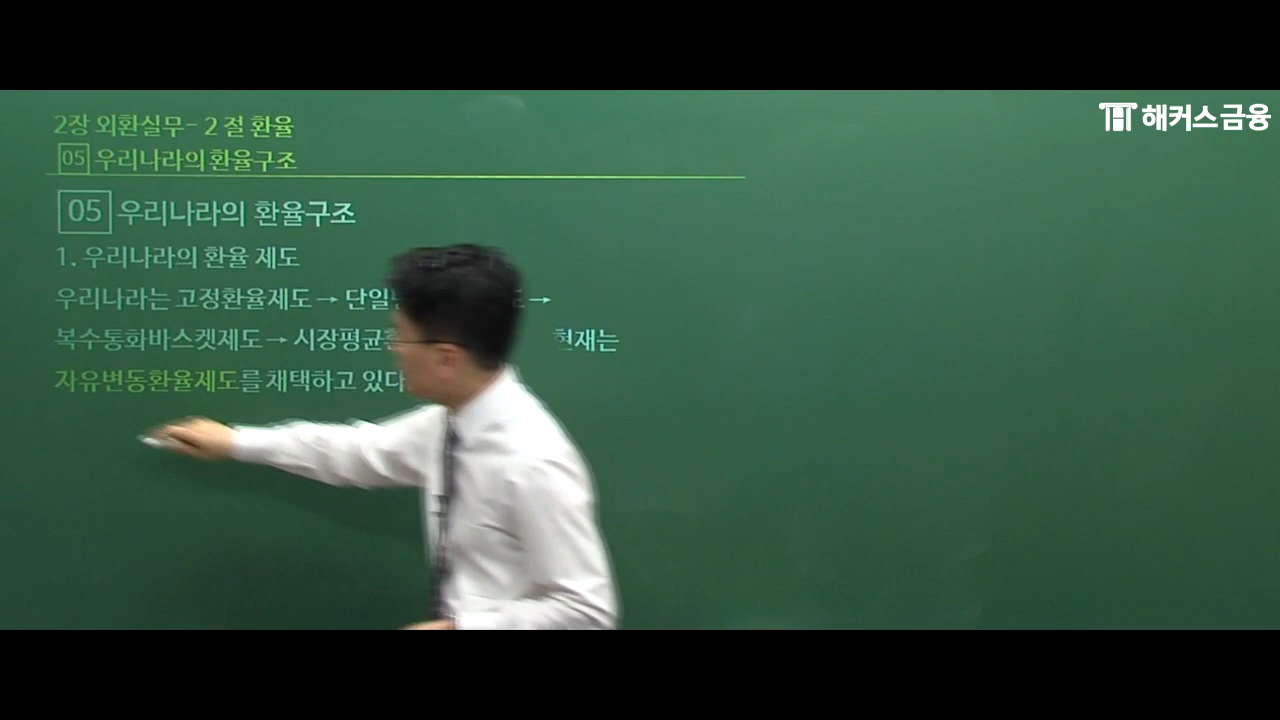 해커스금융
2장 외환실무- 2 절 환율
05 우리나라의 환율구조
05 우리나라의 환율구조
1. 우리나라의 환율 제도
우리나라는 고정환율제도 → 단일 →
복수통화바스켓제도 → 시장평균 현재는
자유변동환율제도를 채택하고 있다